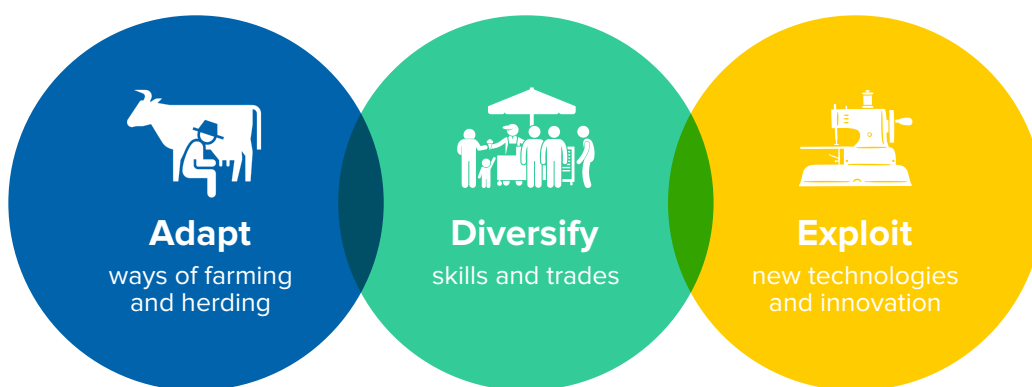 Adapt
ways of farming
and herding
Diversify
skills and trades
Exploit
new technologies
and innovation